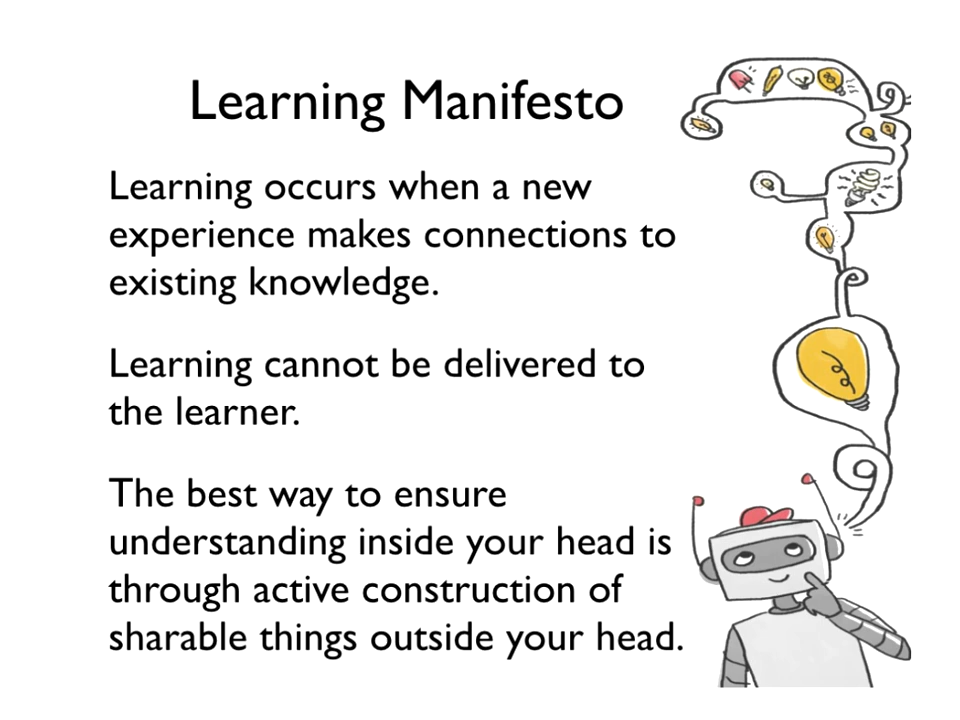 Learning Manifesto
Learning occurs when a new
experience makes connections to
existing knowledge.
Learning cannot be delivered to
the learner.
The best way to ensure
understanding inside your head is
through active construction of
sharable things outside your head.